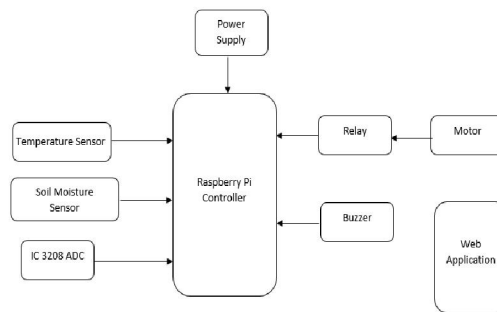 Power
Supply
Temperature Sensor
Soil Moisture
Sensor
IC 3208 ADC
Raspberry Pi
Controller
Relay
Motor
Buzzer
Web
Application